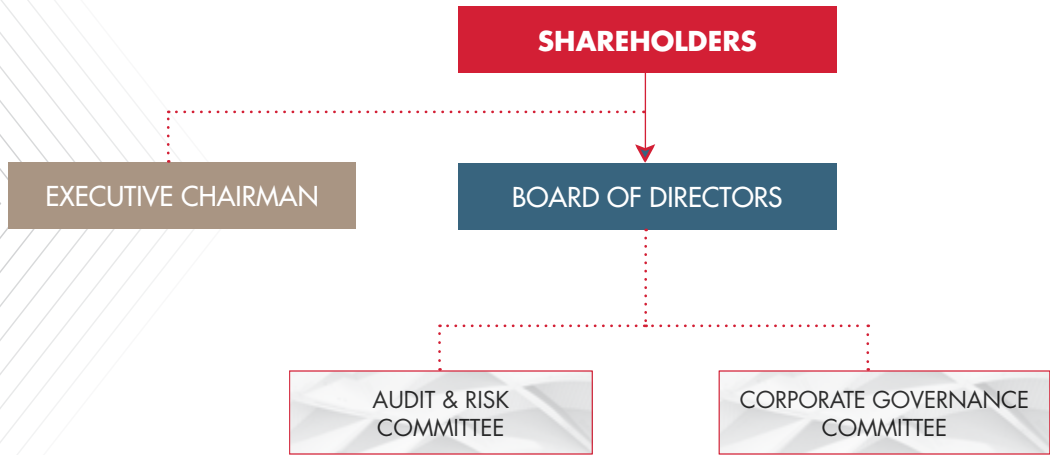 SHAREHOLDERS
EXECUTIVE CHAIRMAN
BOARD OF DIRECTORS
AUDIT & RISK
COMMITTEE
CORPORATE GOVERNANCE
COMMITTEE